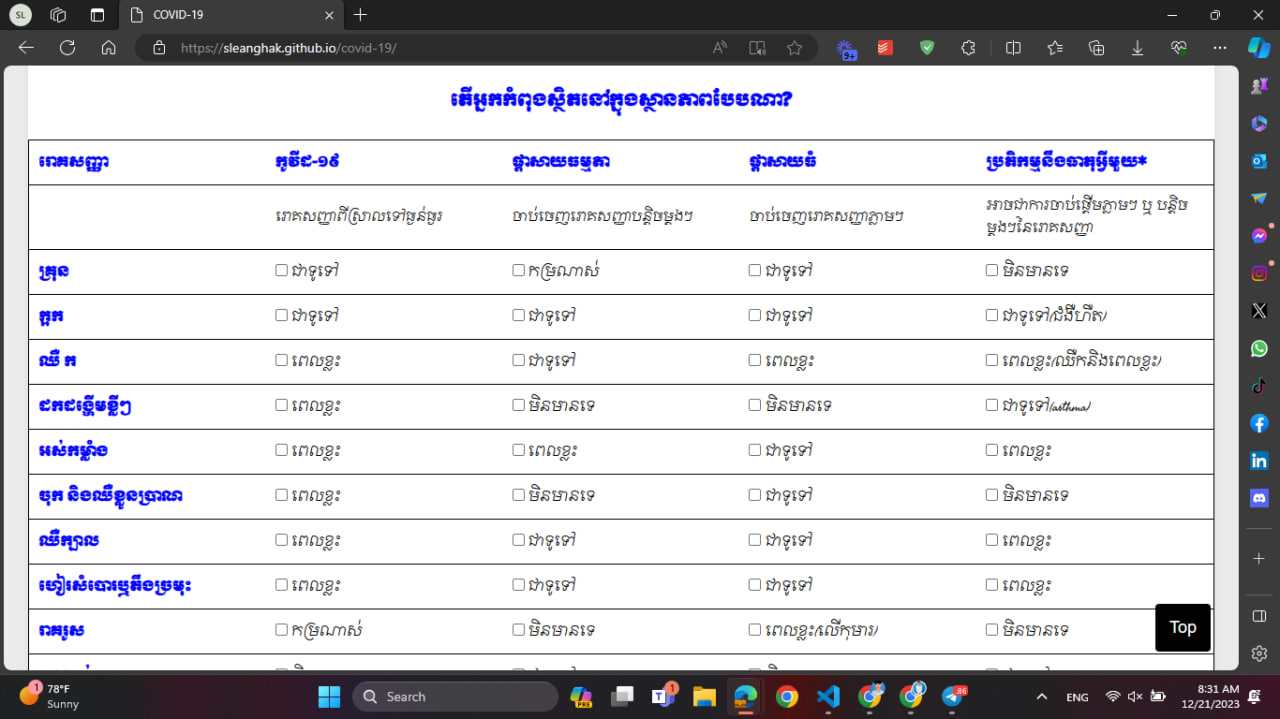 SL
COVID-19
https://sleanghak.github.io/covid-19/
9+
តើអ្នកកំពុងស្ថិតនៅក្នុងស្ថានភាពបែបណា?
រោគសញ្ញា កូវីដ-១៩ ផ្តាសាយធម្មតា ផ្តាសាយធំ ប្រតិកម្មនឹងធាតុអ្វីមួយ*
រោគសញ្ញាពីស្រាលទៅធ្ងន់ធ្ងរ ចាប់ចេញរោគសញ្ញាបន្តិចម្តងៗ ចាប់ចេញរោគសញ្ញាភ្លាមៗ អាចជាការចាប់ផ្តើមភ្លាមៗ ឬ បន្តិច
ម្តងៗនៃរោគសញ្ញា
គ្រុន ជាទូទៅ កម្រណាស់ ជាទូទៅ មិនមានទេ
ក្អក ជាទូទៅ ជាទូទៅ ជាទូទៅ ជាទូទៅ(ជំងឺហឺត)
ឈឺ ក ពេលខ្លះ ជាទូទៅ ពេលខ្លះ ពេលខ្លះ(ឈឺកនិងពេលខ្លះ)
ដកដង្ហើមខ្លីៗ ពេលខ្លះ មិនមានទេ មិនមានទេ ជាទូទៅ(asthma)
អស់កម្លាំង ពេលខ្លះ ពេលខ្លះ ជាទូទៅ ពេលខ្លះ
ចុក និងឈឺខ្លួនប្រាណ ពេលខ្លះ មិនមានទេ ជាទូទៅ មិនមានទេ
ឈឺក្បាល ពេលខ្លះ ជាទូទៅ ជាទូទៅ ពេលខ្លះ
ហៀរសំបោរឬតឹងច្រមុះ ពេលខ្លះ ជាទូទៅ ជាទូទៅ ពេលខ្លះ
រាគរូស កម្រណាស់ មិនមានទេ ពេលខ្លះ(លើកុមារ) មិនមានទេ
Top
1
78°F
Sunny
Search
PRE
1
86
ENG
8:31 AM
12/21/2023